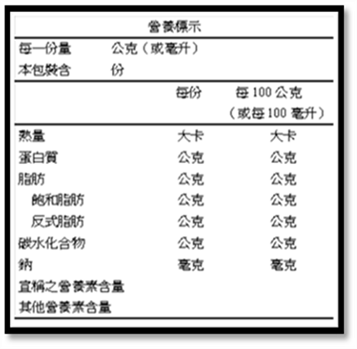 營養標示
每一份量 公克（或毫升）
本包裝含 份
每份 每100公克
（或每100毫升）
熱量 大卡 大卡
蛋白質 公克 公克
脂肪 公克 公克
飽和脂肪 公克 公克
反式脂肪 公克 公克
碳水化合物 公克 公克
鈉 毫克 毫克
宣稱之營養素含量
其他營養素含量